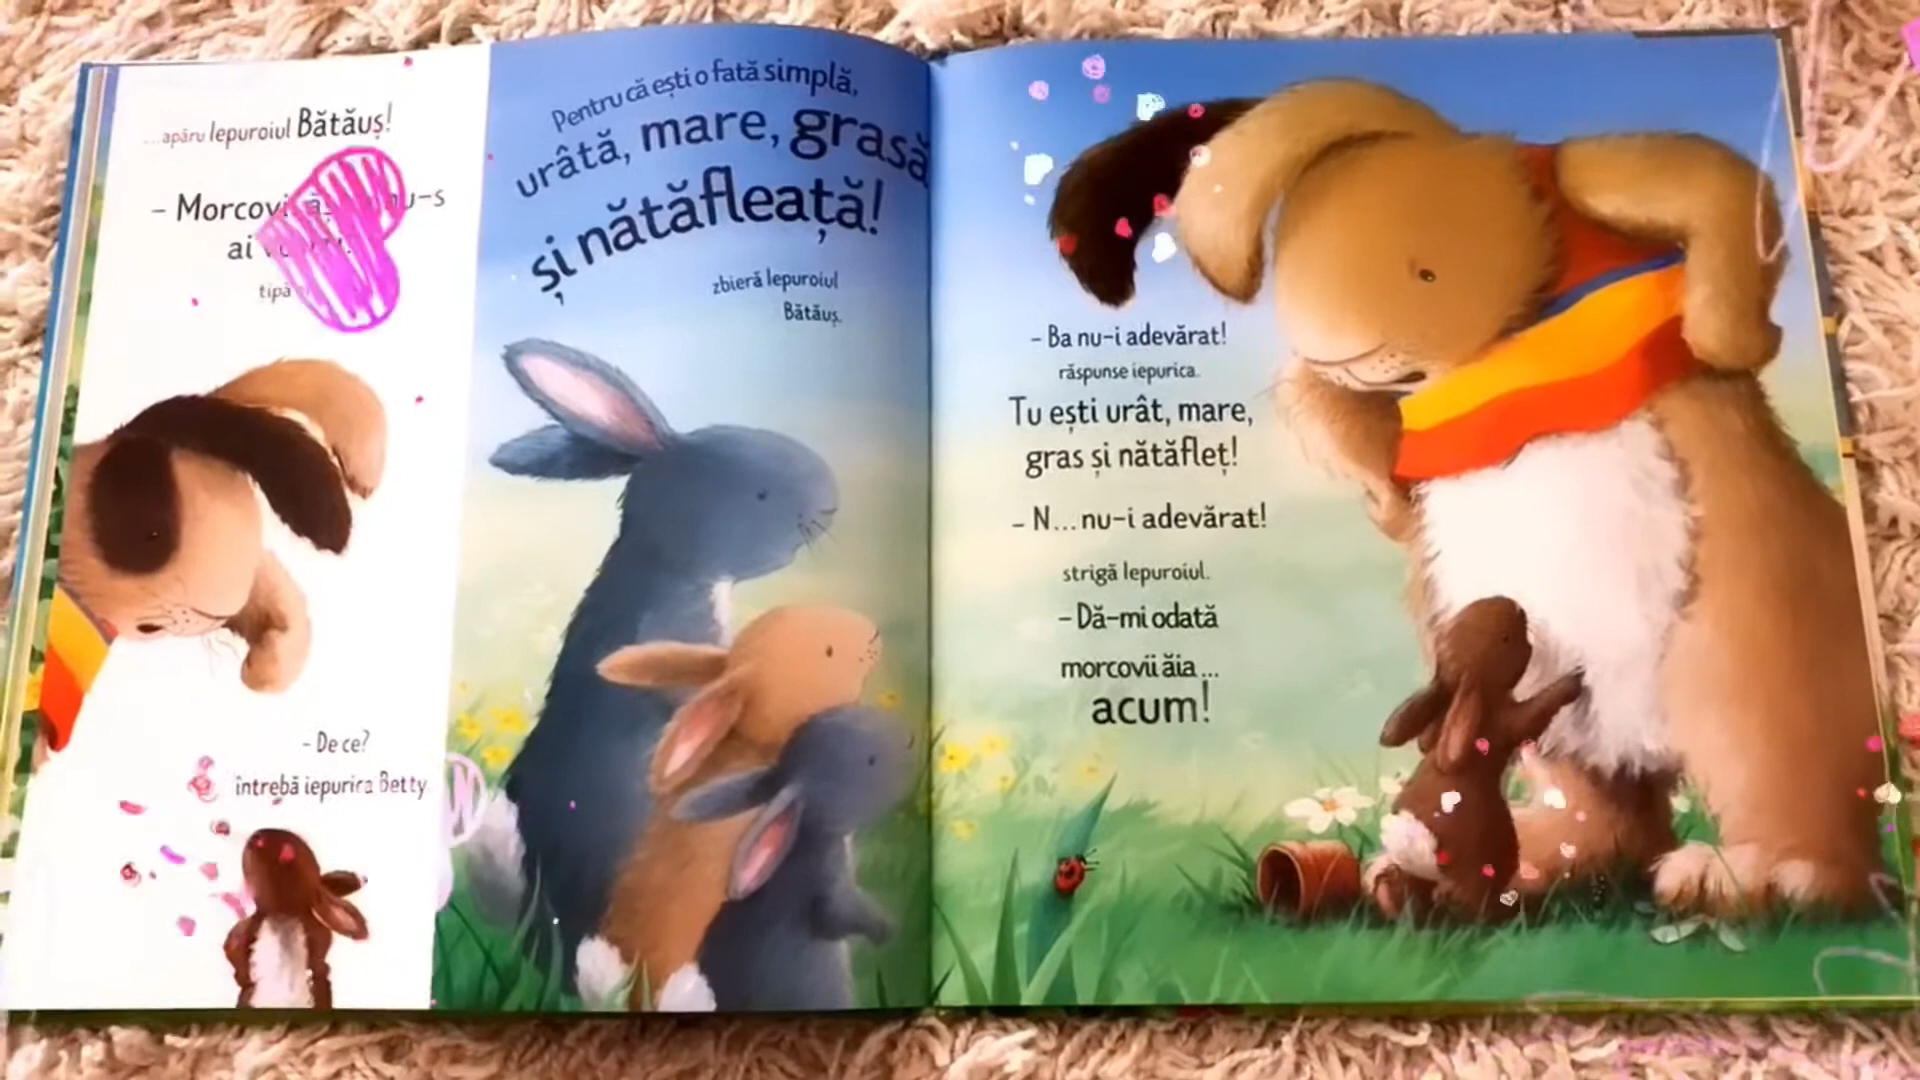 ...apăru Iepuroiul Bătăuș!
– Morcovi
ai
țipă
– De ce?
întrebă iepurica Betty
Pentru că ești o fată simplă,
urâtă, mare, grasă
și nătăfleață!
zbieră Iepuroiul
Bătăuș.
– Ba nu-i adevărat!
răspunse iepurica.
Tu ești urât, mare,
gras și nătăfleț!
– N...nu-i adevărat!
strigă Iepuroiul.
– Dă-mi odată
morcovii ăia...
acum!